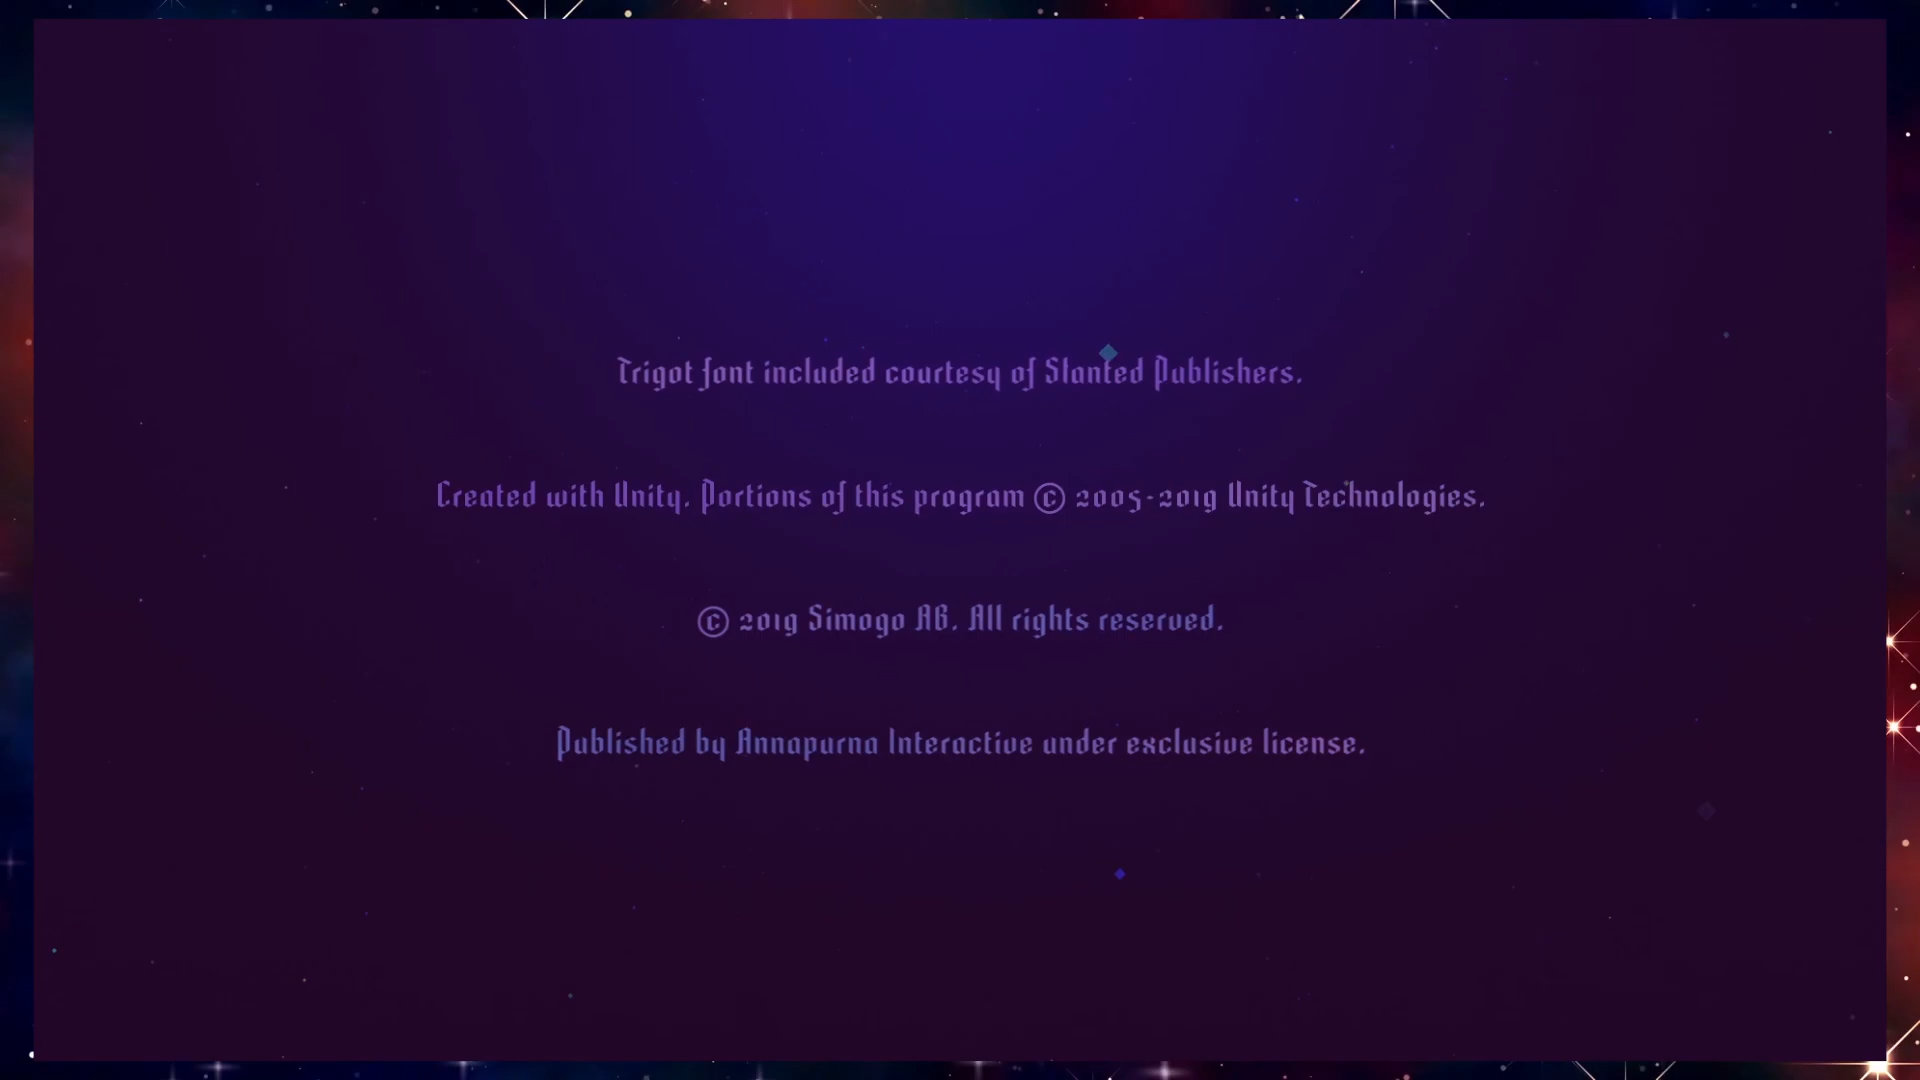 Trigot font included courtesy of Slanted Publishers.
Created with Unity. Portions of this program © 2005-2019 Unity Technologies.
© 2019 Simogo AB. All rights reserved.
Published by Annapurna Interactive under exclusive license.